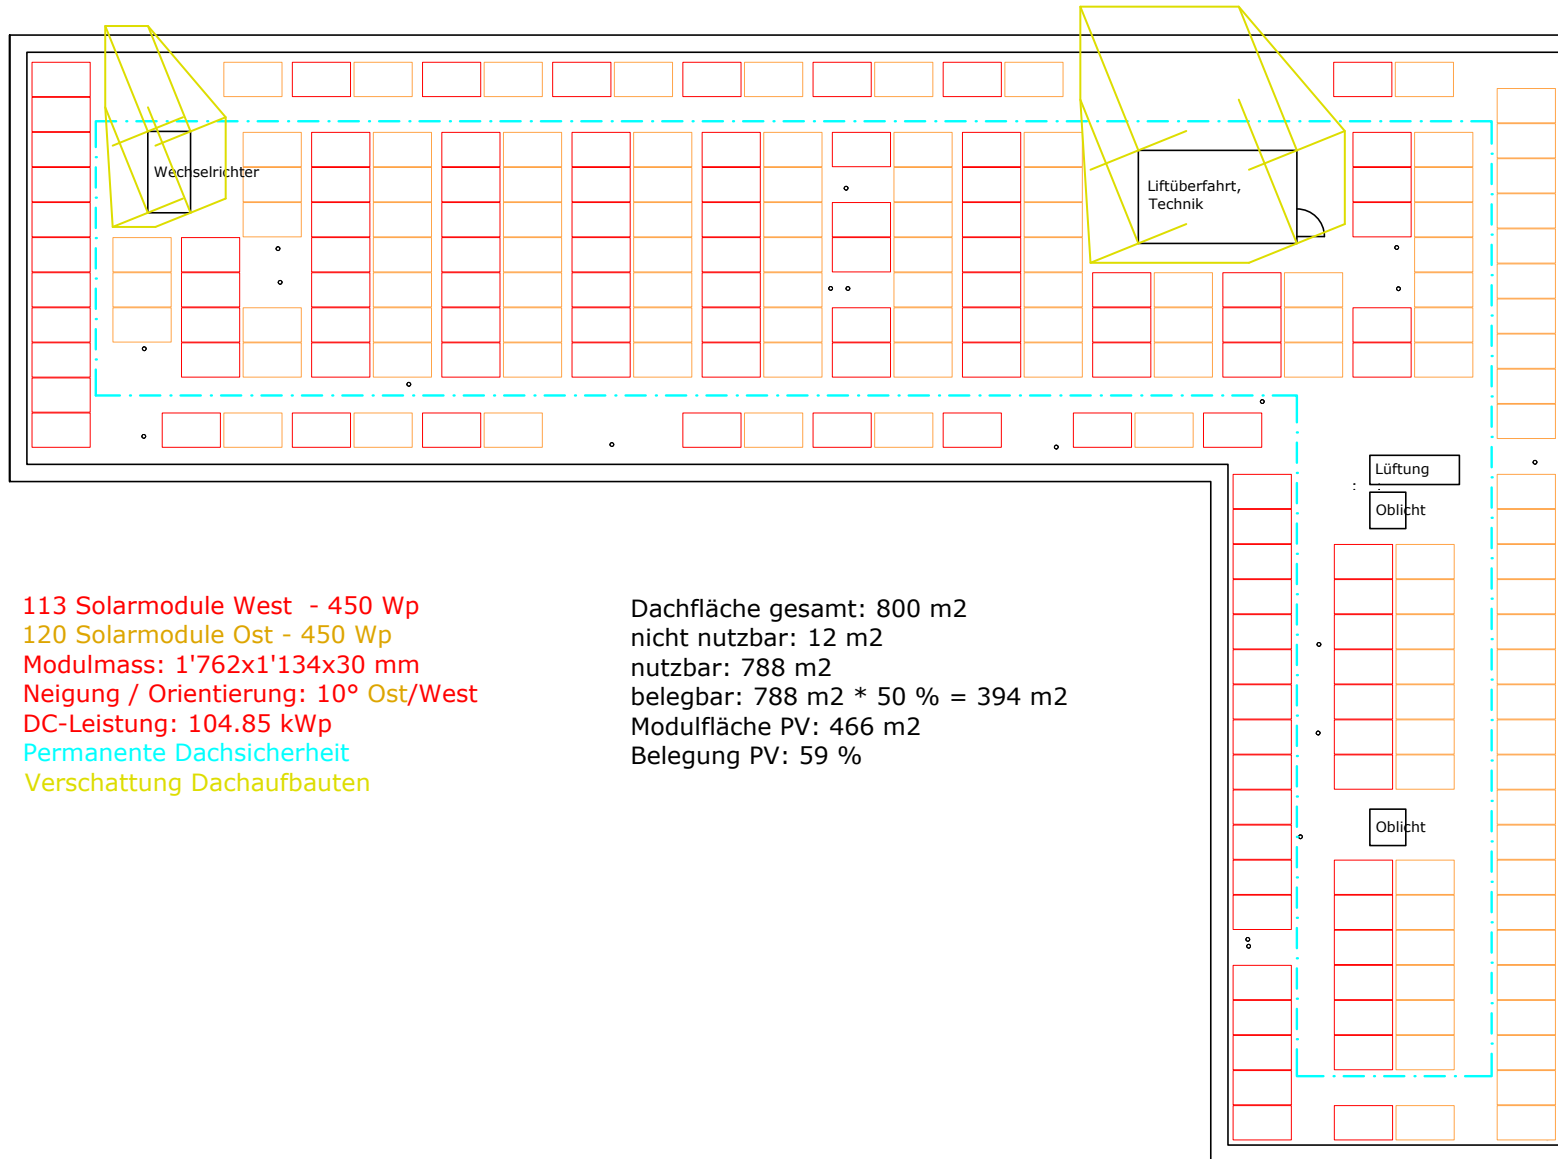 Wechselrichter
Liftüberfahrt,
Technik
Lüftung
Oblicht
Oblicht
113 Solarmodule West - 450 Wp
120 Solarmodule Ost - 450 Wp
Modulmass: 1'762x1'134x30 mm
Neigung / Orientierung: 10° Ost/West
DC-Leistung: 104.85 kWp
Permanente Dachsicherheit
Verschattung Dachaufbauten
Dachfläche gesamt: 800 m2
nicht nutzbar: 12 m2
nutzbar: 788 m2
belegbar: 788 m2 * 50 % = 394 m2
Modulfläche PV: 466 m2
Belegung PV: 59 %